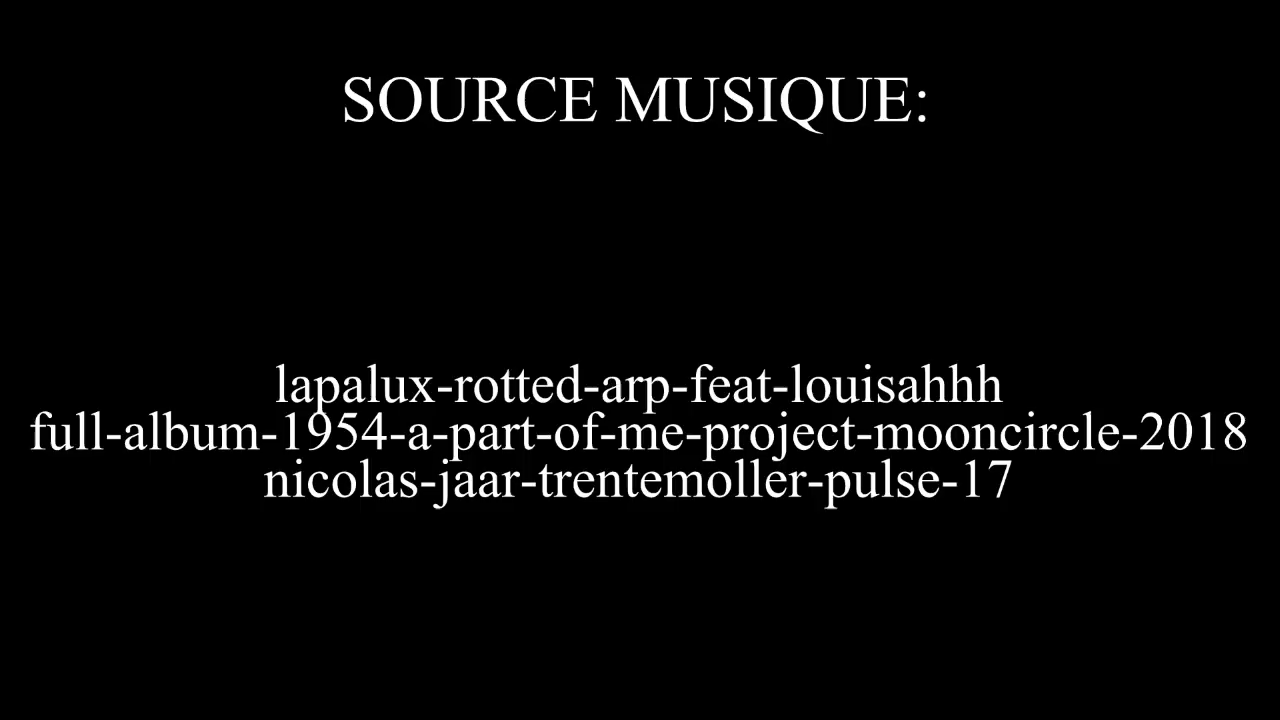 SOURCE MUSIQUE:
lapalux-rotted-arp-feat-louisahhh
full-album-1954-a-part-of-me-project-mooncircle-2018
nicolas-jaar-trentemoller-pulse-17